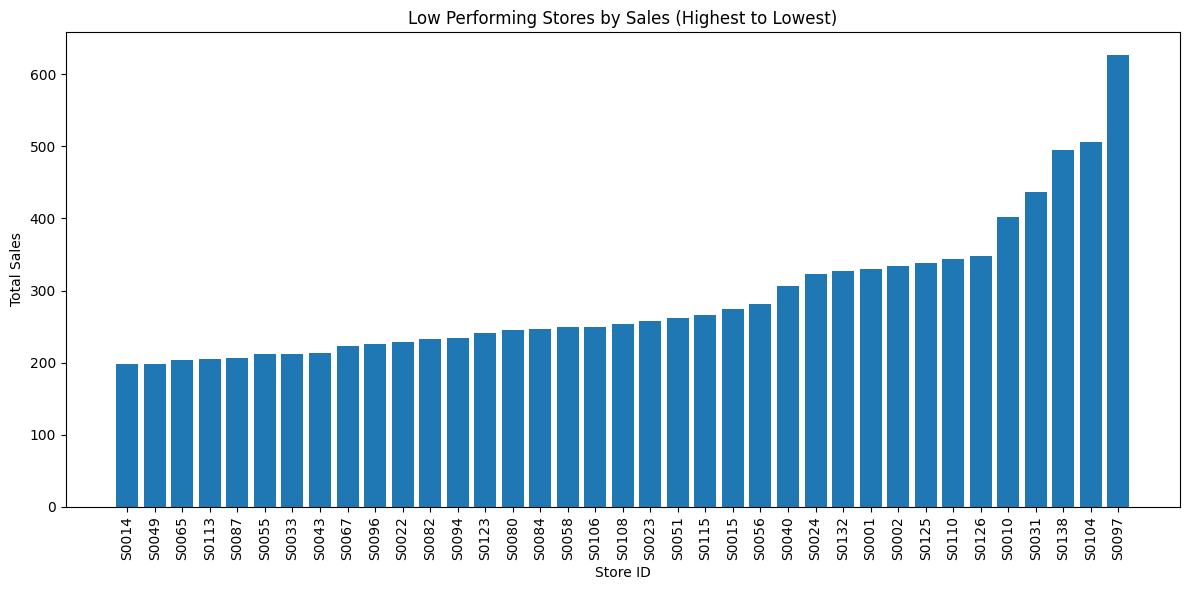 Low Performing Stores by Sales (Highest to Lowest)
Total Sales
600
500
400
300
200
100
0
S0014 S0049 S0065 S0113 S0087 S0055 S0033 S0043 S0067 S0096 S0022 S0082 S0094 S0123 S0080 S0084 S0058 S0106 S0108 S0023 S0051 S0115 S0015 S0056 S0040 S0024 S0132 S0001 S0002 S0125 S0110 S0126 S0010 S0031 S0138 S0104 S0097
Store ID